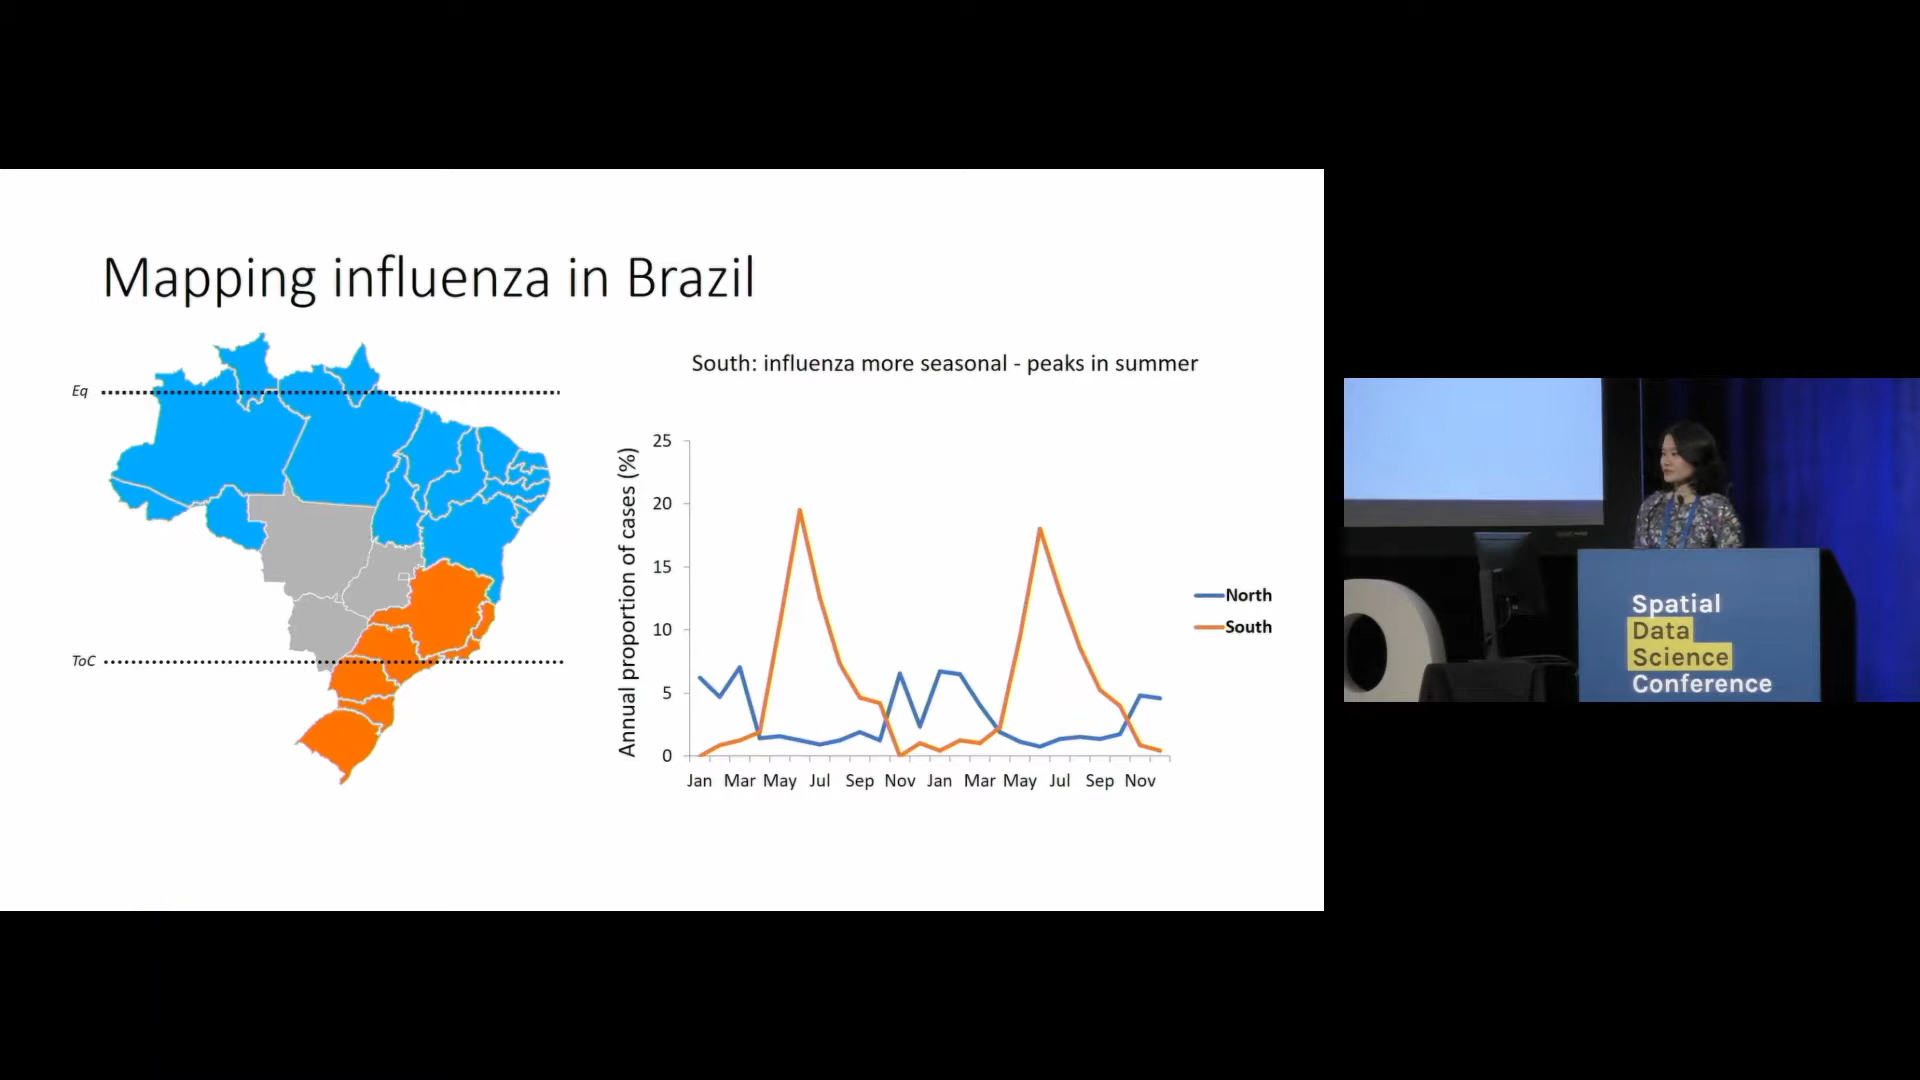 Mapping influenza in Brazil
South: influenza more seasonal - peaks in summer
Eq
ToC
Annual proportion of cases (%)
25
20
15
10
5
0
Jan Mar May Jul Sep Nov Jan Mar May Jul Sep Nov
North
South
Spatial
Data
Science
Conference